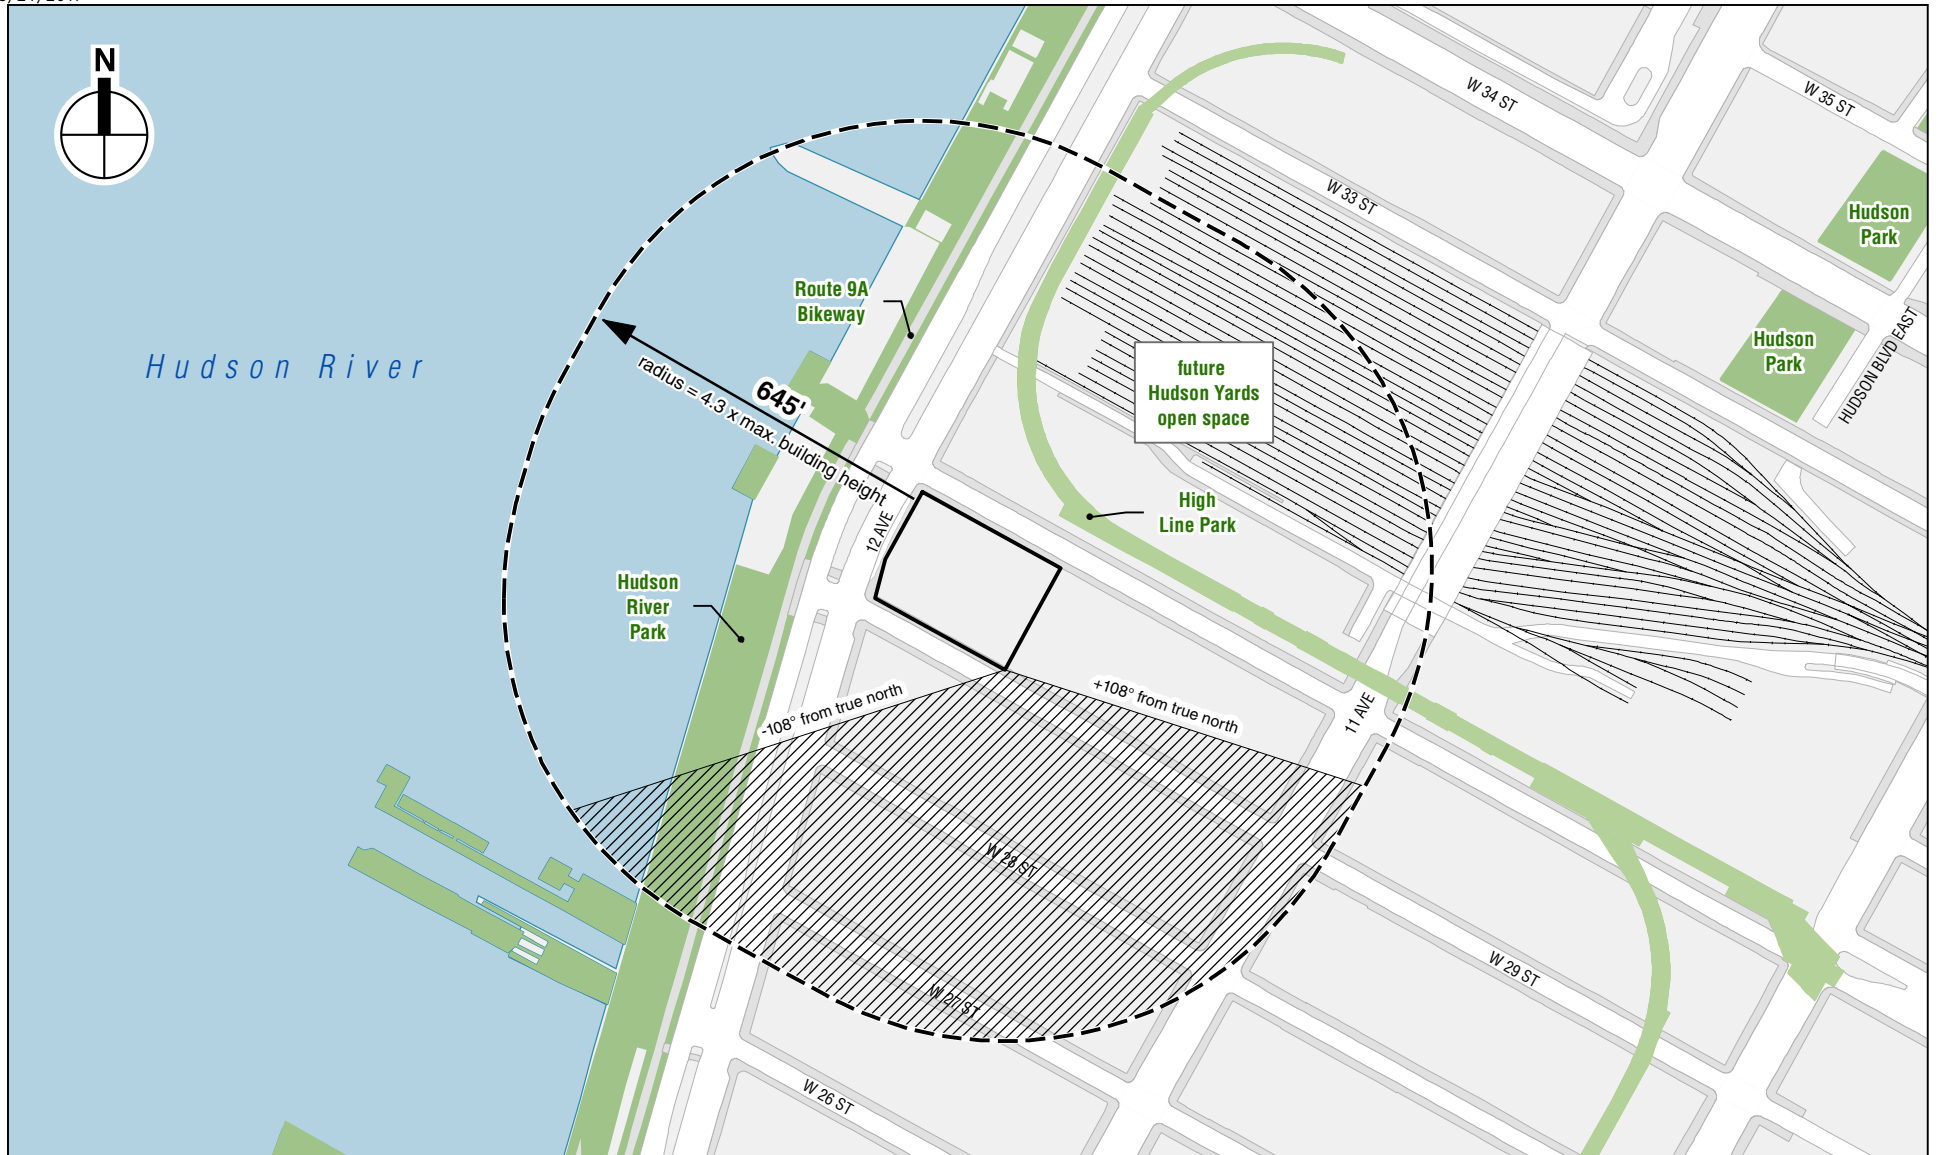 N
W 34 ST
W 35 ST
W 33 ST
Hudson
Park
Route 9A
Bikeway
Hudson
Park
HUDSON BLVD EAST
Hudson River
645'
radius = 4.3 x max. building height
future
Hudson Yards
open space
High
Line Park
12 AVE
Hudson
River
Park
-108° from true north
+108° from true north
11 AVE
W 28 ST
W 29 ST
W 27 ST
W 26 ST